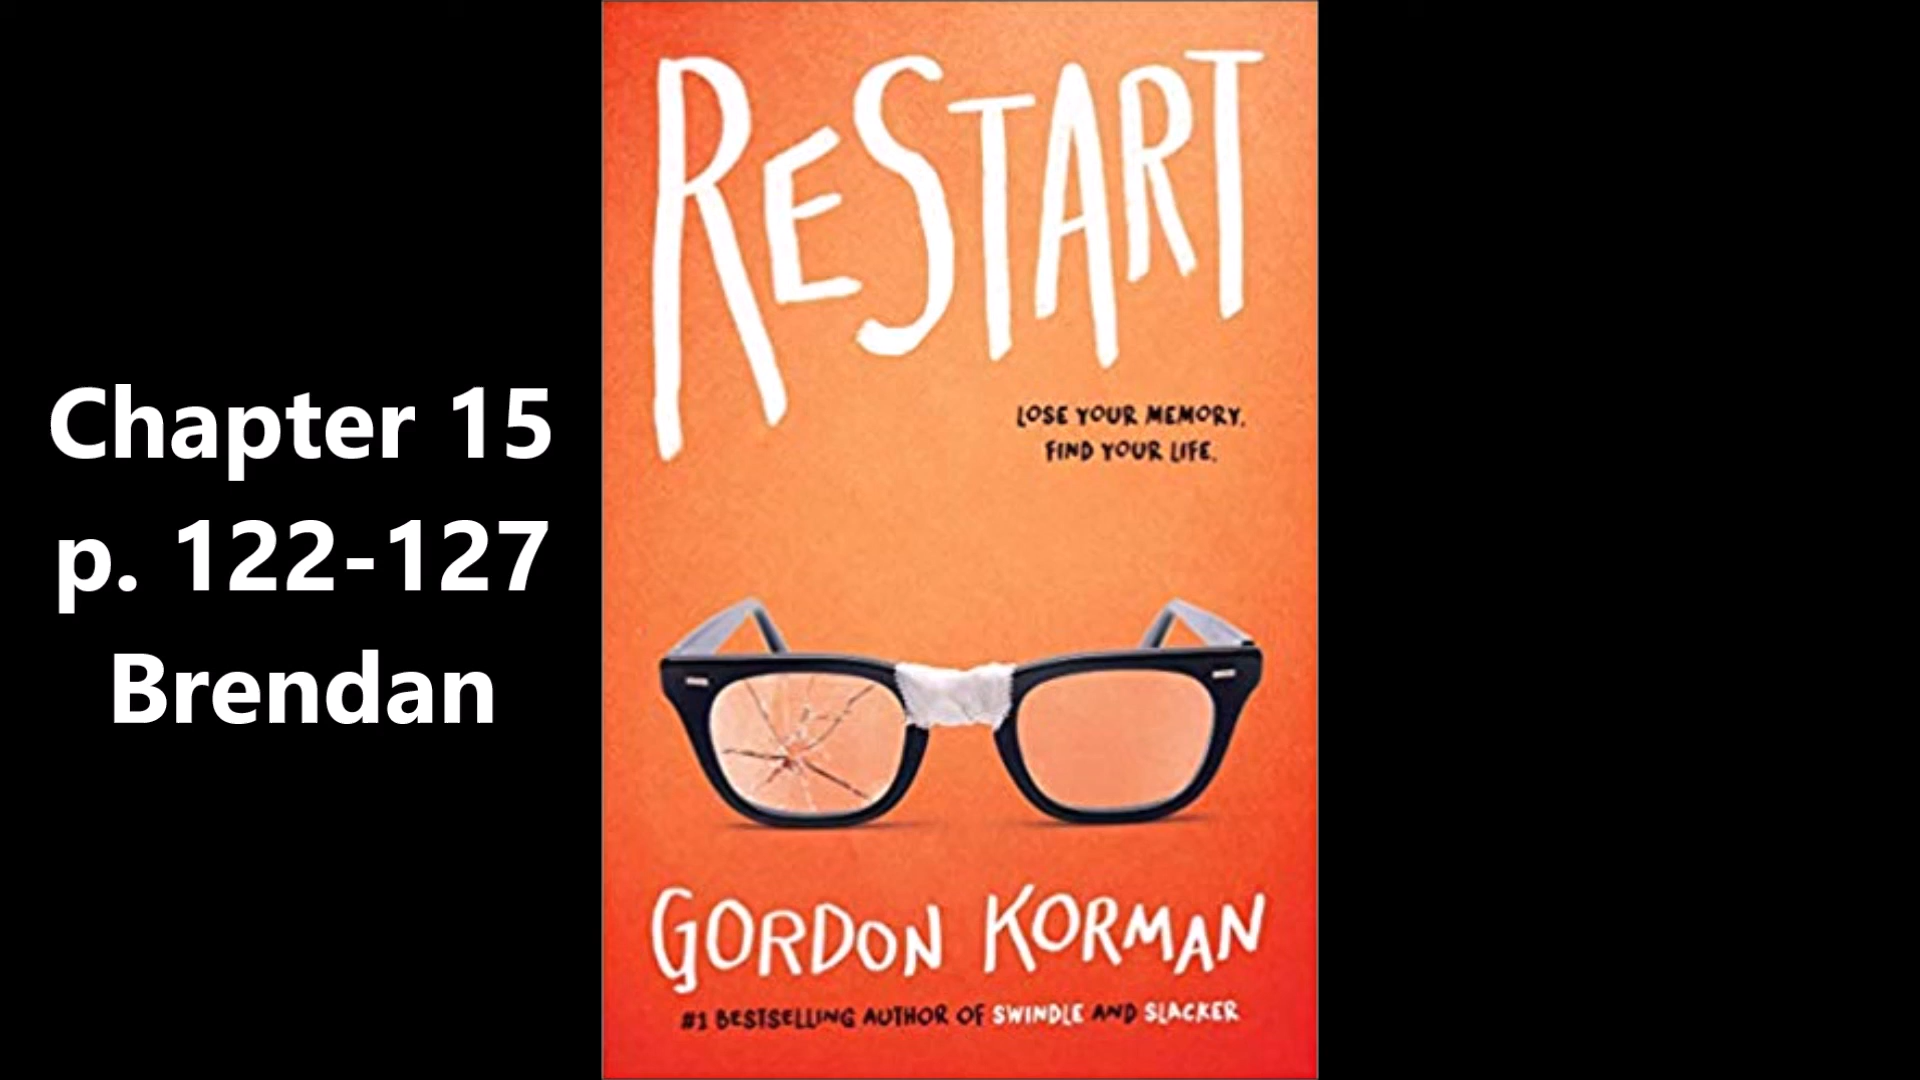 Chapter 15
p. 122-127
Brendan
RESTART
LOSE YOUR MEMORY.
FIND YOUR LIFE.
GORDON KORMAN
#1 BESTSELLING AUTHOR OF SWINDLE AND SLACKER